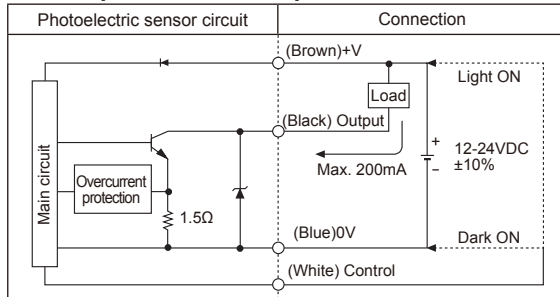 Photoelectric sensor circuit
Connection
(Brown)+V
Light ON
Load
(Black) Output
Main circuit
Max. 200mA
+
12-24VDC
±10%
-
Overcurrent
protection
1.5Ω
(Blue)0V
Dark ON
(White) Control